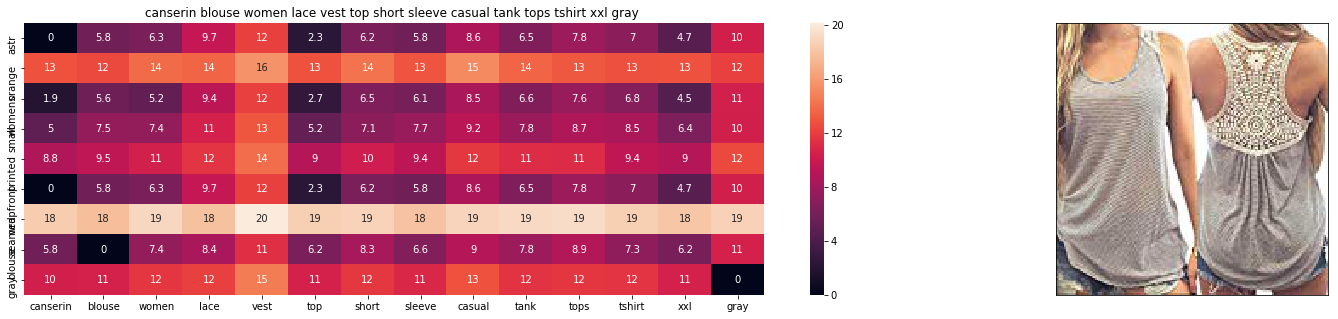 canserin blouse women lace vest top short sleeve casual tank tops tshirt xxl gray
astr 0 5.8 6.3 9.7 12 2.3 6.2 5.8 8.6 6.5 7.8 7 4.7 10
orange 13 12 14 14 16 13 14 13 15 14 13 13 13 12
womens 1.9 5.6 5.2 9.4 12 2.7 6.5 6.1 8.5 6.6 7.6 6.8 4.5 11
small 5 7.5 7.4 11 13 5.2 7.1 7.7 9.2 7.8 8.7 8.5 6.4 10
printed 8.8 9.5 11 12 14 9 10 9.4 12 11 11 9.4 9 12
0 5.8 6.3 9.7 12 2.3 6.2 5.8 8.6 6.5 7.8 7 4.7 10
18 18 19 18 20 19 19 18 19 19 19 19 18 19
blouse 5.8 0 7.4 8.4 11 6.2 8.3 6.6 9 7.8 8.9 7.3 6.2 11
gray 10 11 12 12 15 11 12 11 13 12 12 12 11 0
canserin blouse women lace vest top short sleeve casual tank tops tshirt xxl gray
20
16
12
8
4
0